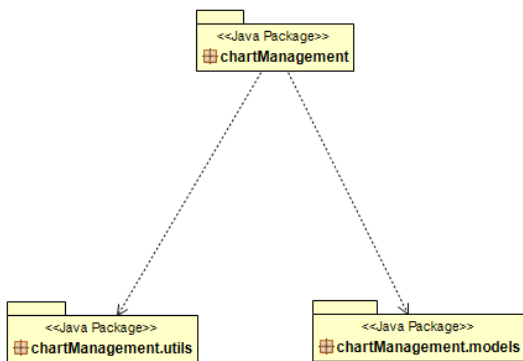 <<Java Package>>
chartManagement
<<Java Package>>
chartManagement.utils
<<Java Package>>
chartManagement.models